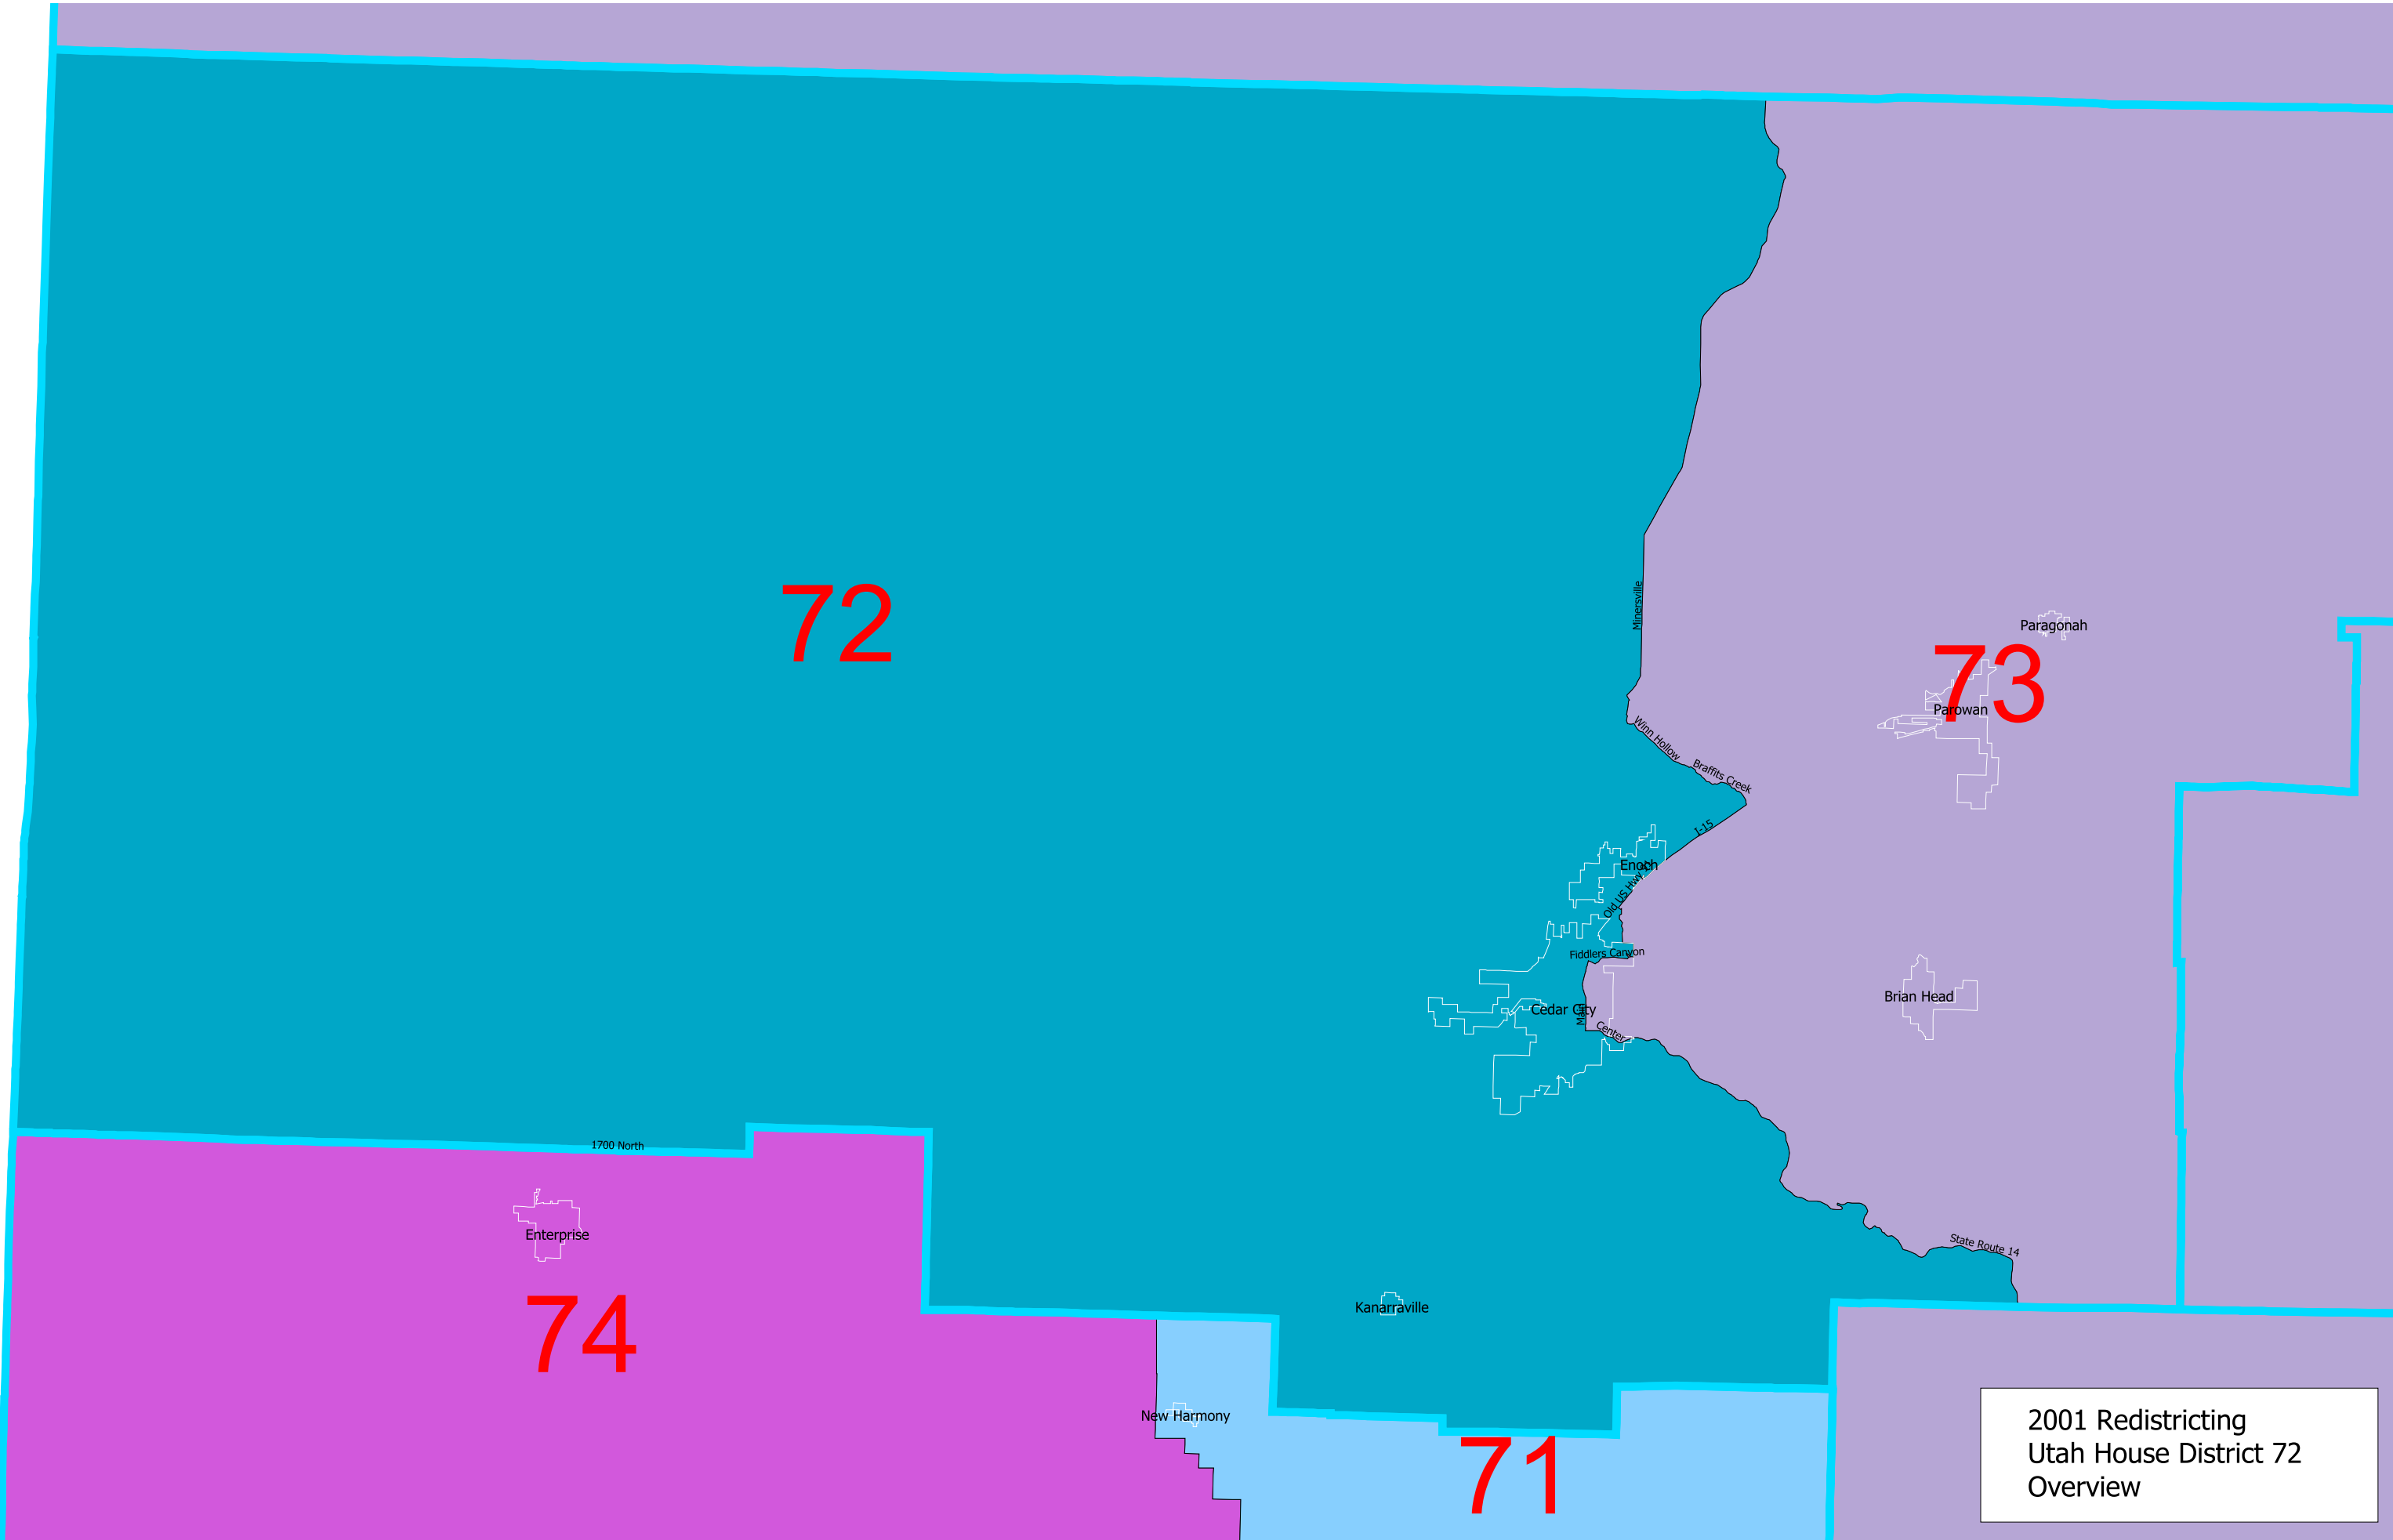 72
Minersville
Paragonah
73
Parowan
Winn Hollow
Braffits Creek
I-15
Enoch
Old US Hwy
Fiddlers Canyon
Brian Head
Cedar City
Main
Center
1700 North
Enterprise
State Route 14
74
Kanarraville
New Harmony
71
2001 Redistricting
Utah House District 72
Overview